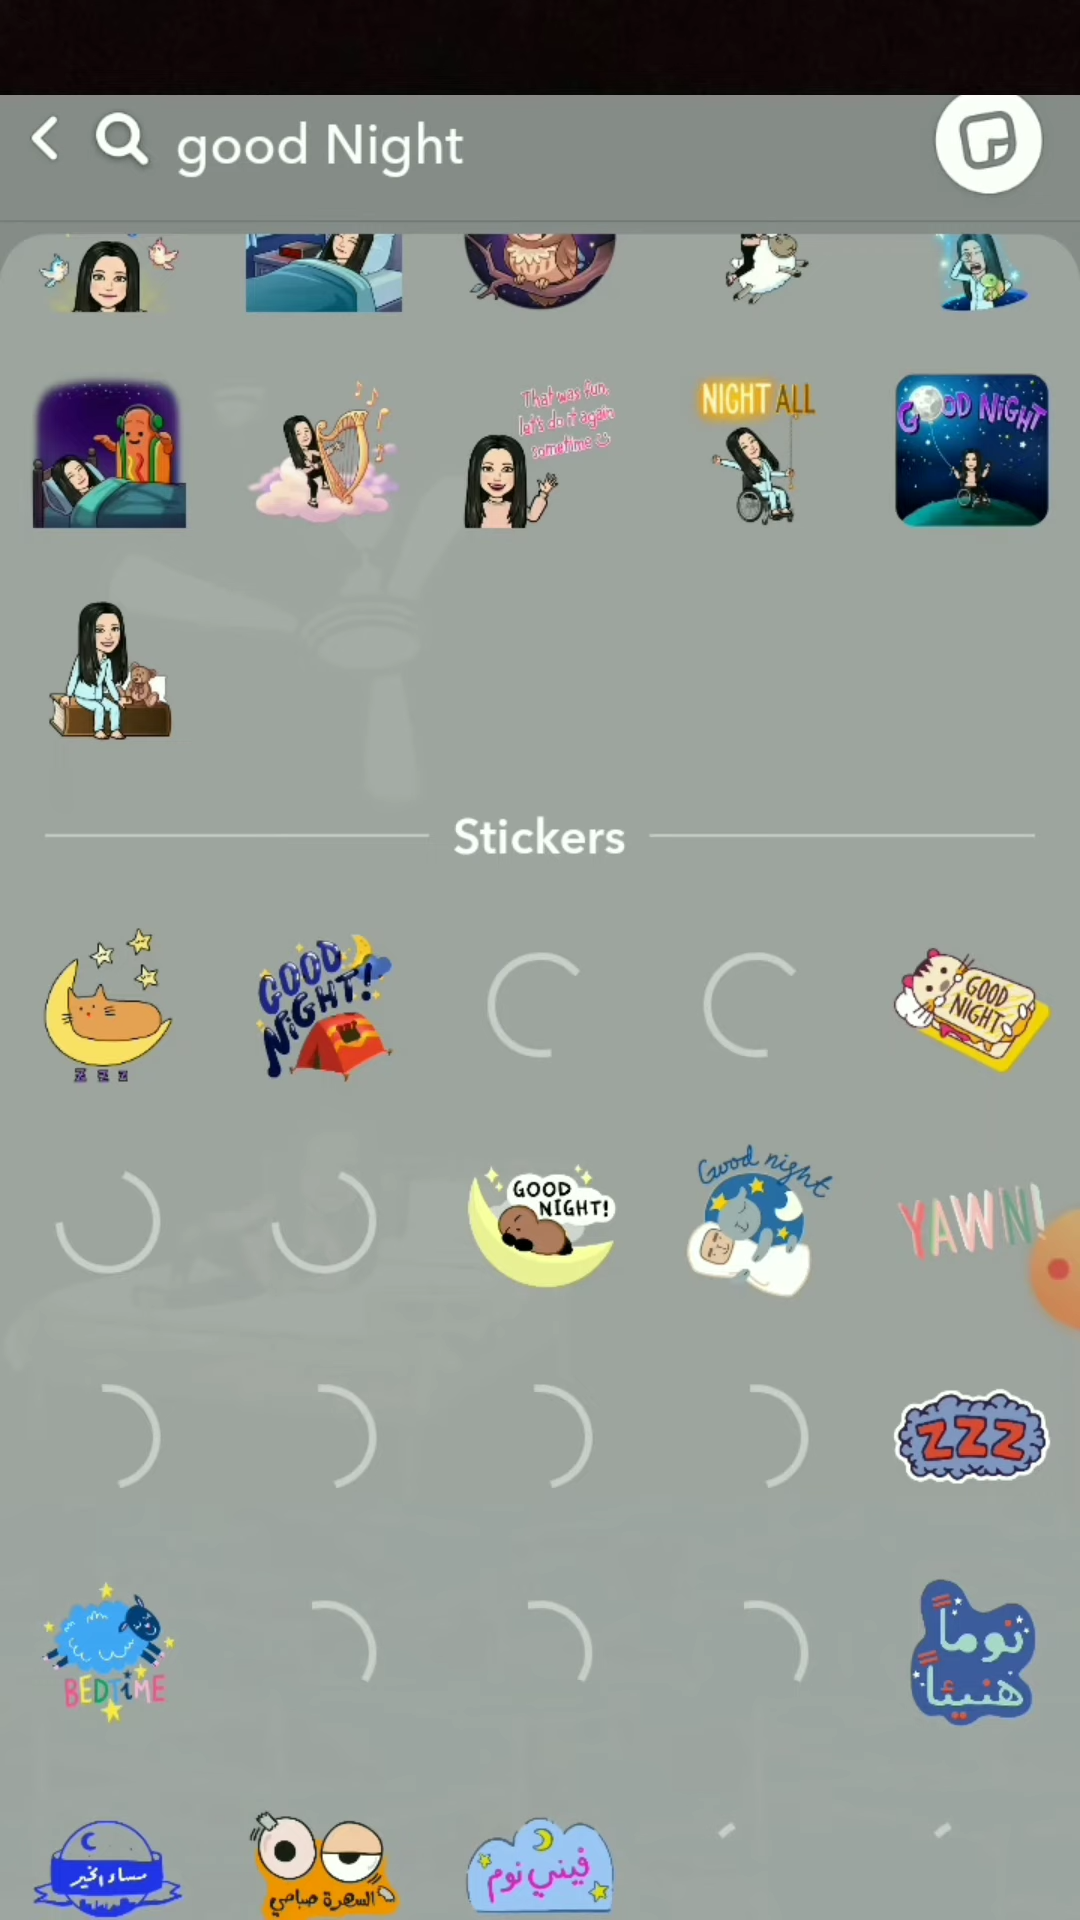 good Night
That was fun,
let's do it again
sometime
NIGHT ALL
GOOD NIGHT
Stickers
GOOD
NIGHT!
GOOD
NIGHT
Z Z Z
GOOD
NIGHT!
Good night
YAWN!
ZZZ
BEDTiME
نوماً
هنيئاً
مساء الخير
السهرة صباحي
فيني نوم